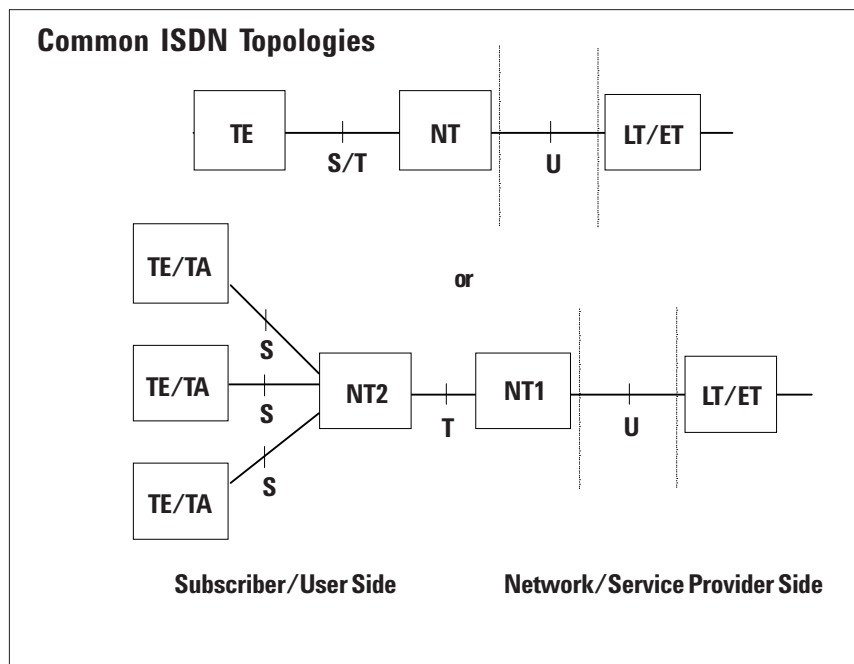 Common ISDN Topologies
TE
NT
LT/ET
S/T
U
TE/TA
or
S
TE/TA
S
NT2
T
NT1
U
LT/ET
TE/TA
S
Subscriber/User Side
Network/Service Provider Side